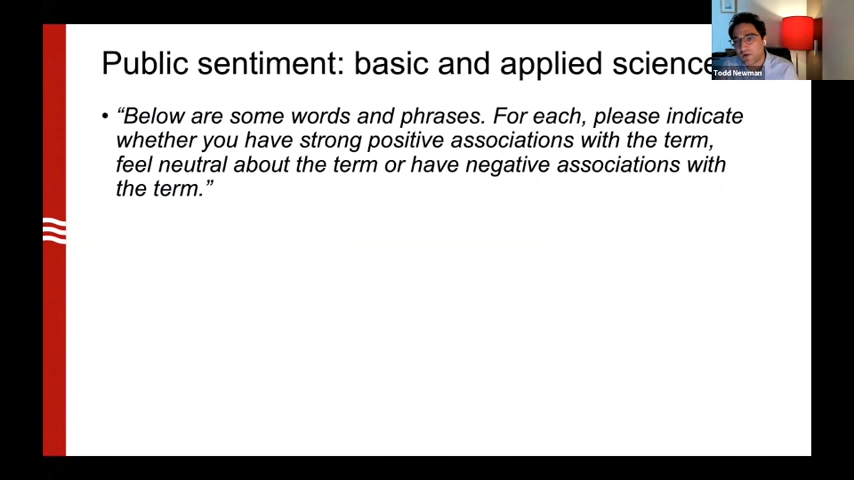 Public sentiment: basic and applied science
Todd Newman
• “Below are some words and phrases. For each, please indicate
whether you have strong positive associations with the term,
feel neutral about the term or have negative associations with
the term.”